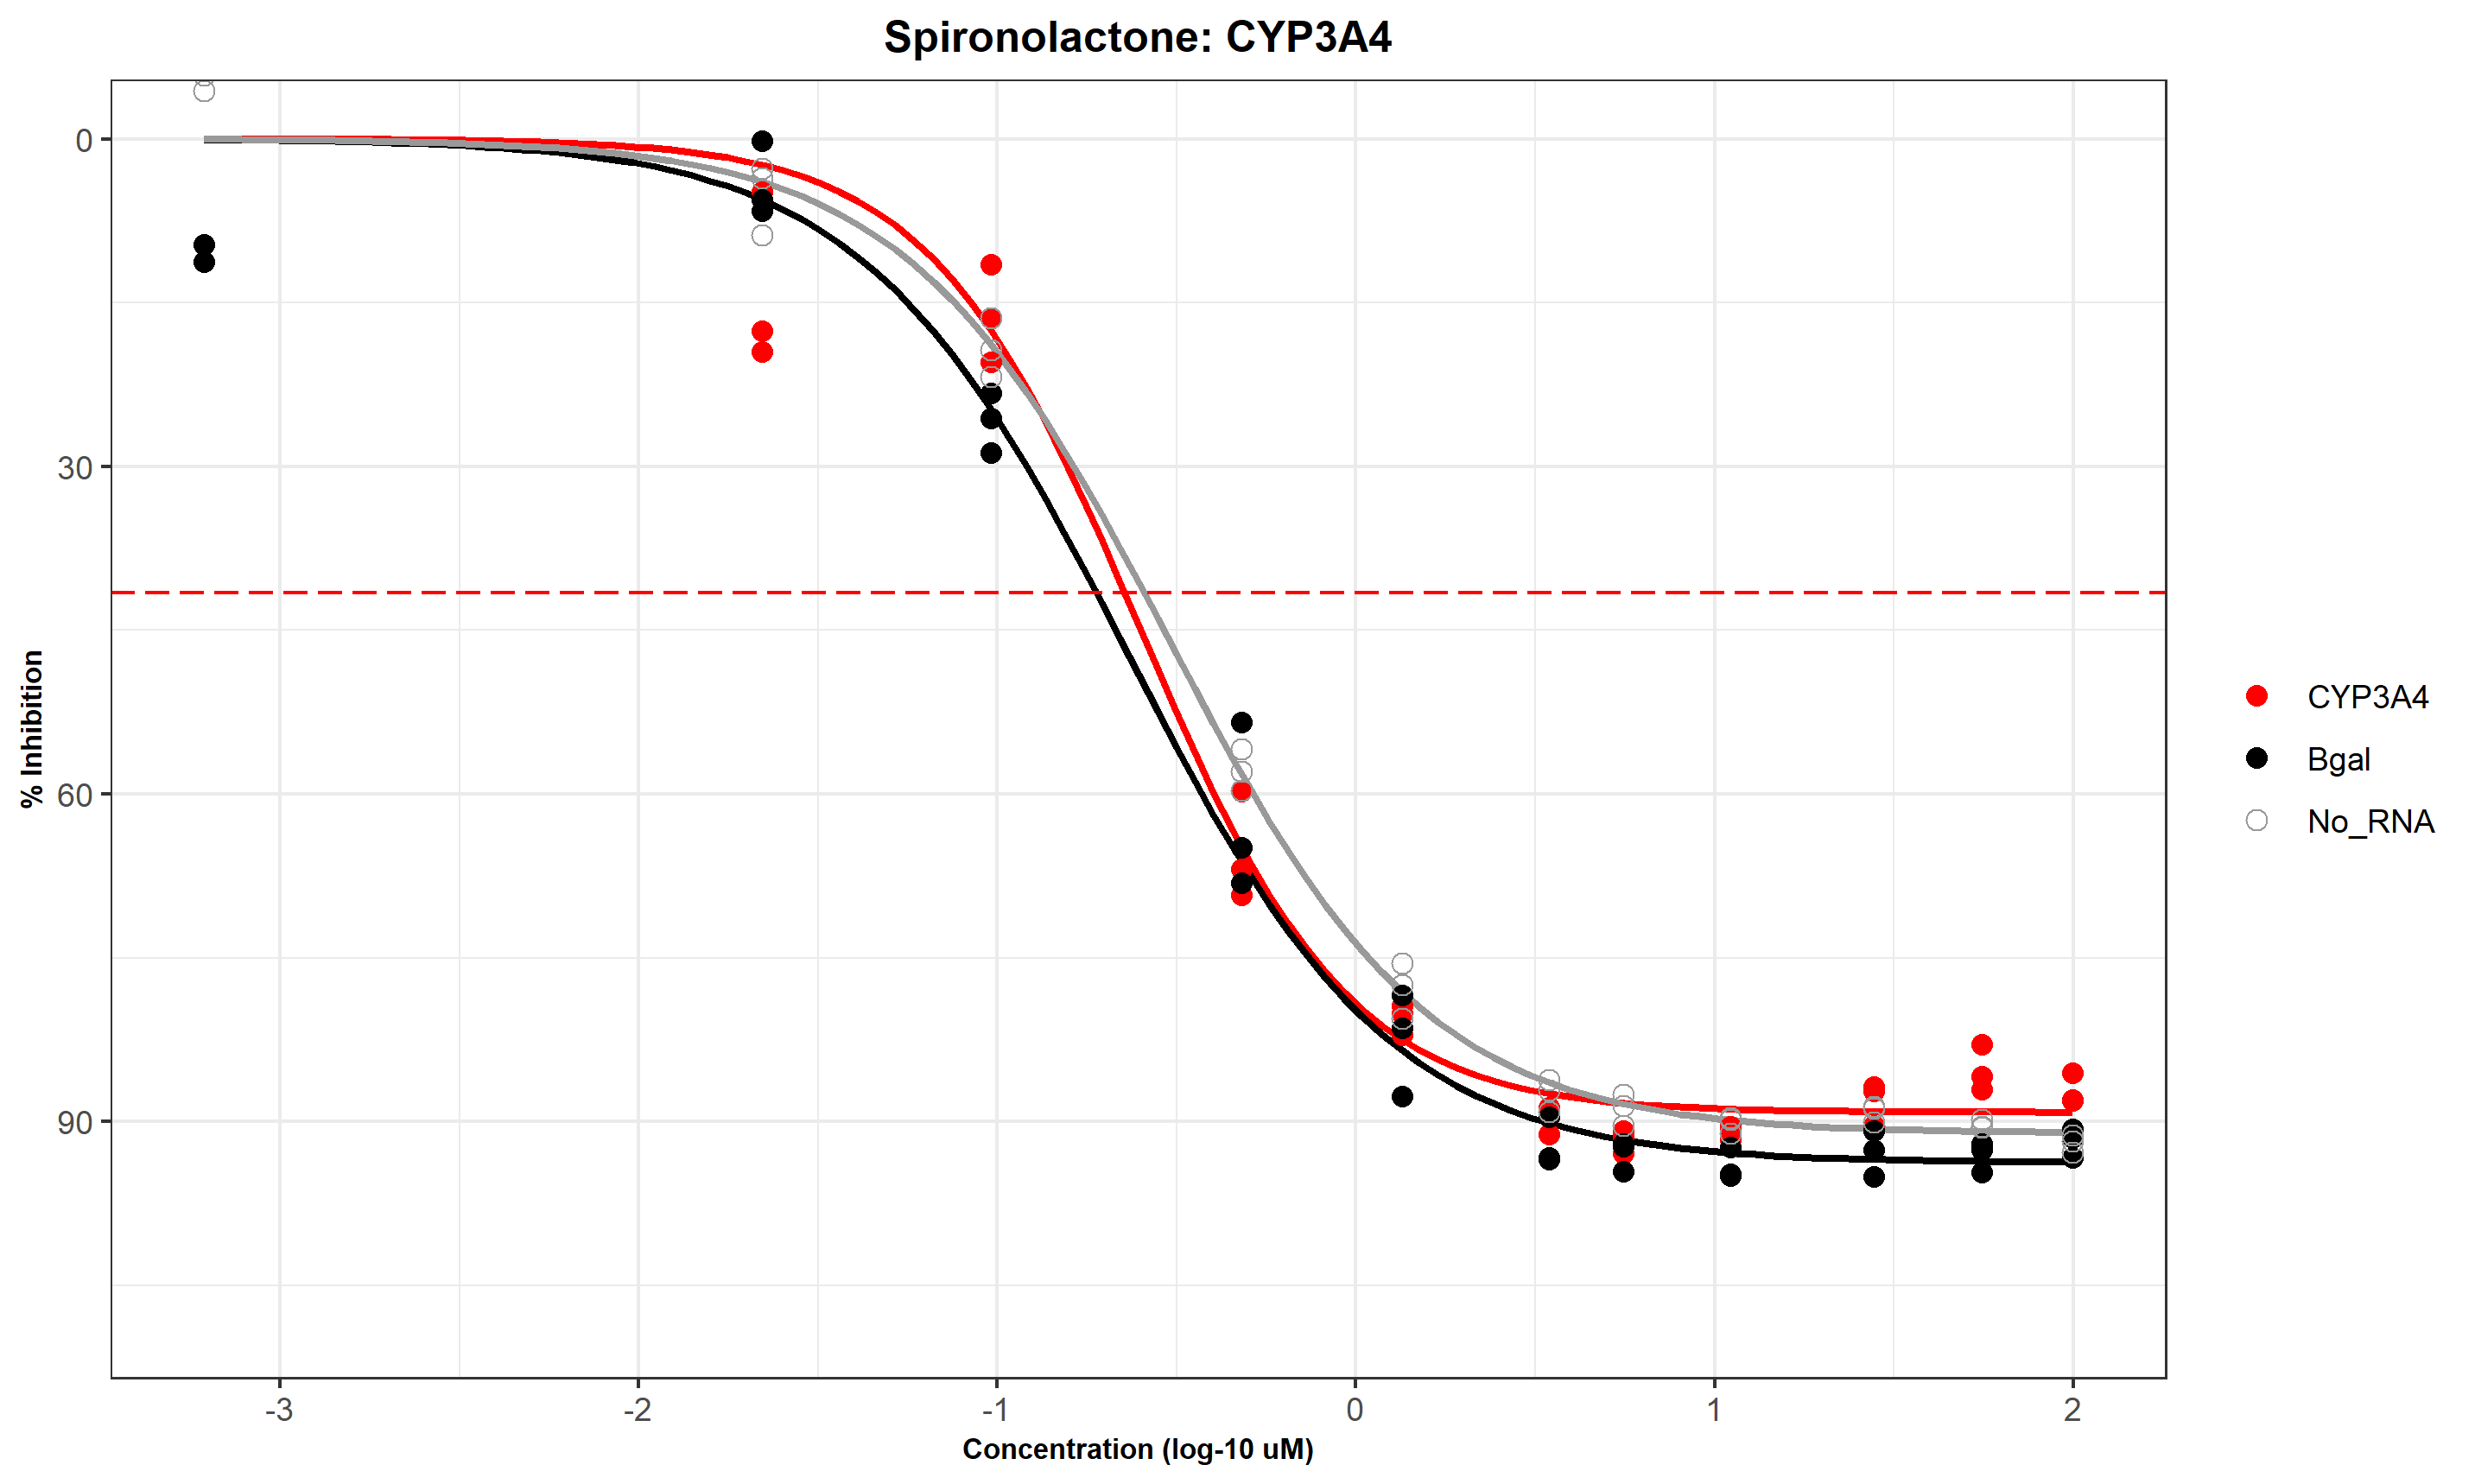 Spironolactone: CYP3A4
% Inhibition
0
30
60
90
-3
-2
-1
0
1
2
Concentration (log-10 uM)
CYP3A4
Bgal
No_RNA